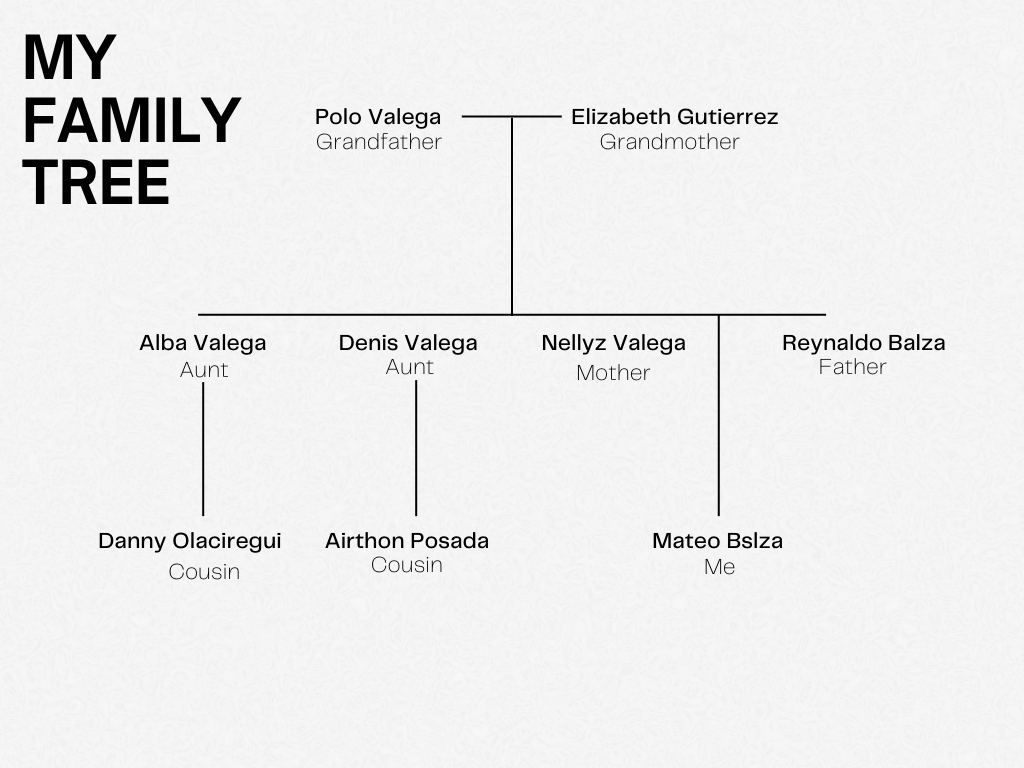 MY
FAMILY
TREE
Polo Valega
Grandfather
Elizabeth Gutierrez
Grandmother
Alba Valega
Aunt
Denis Valega
Aunt
Nellyz Valega
Mother
Reynaldo Balza
Father
Danny Olaciregui
Cousin
Airthon Posada
Cousin
Mateo Bslza
Me